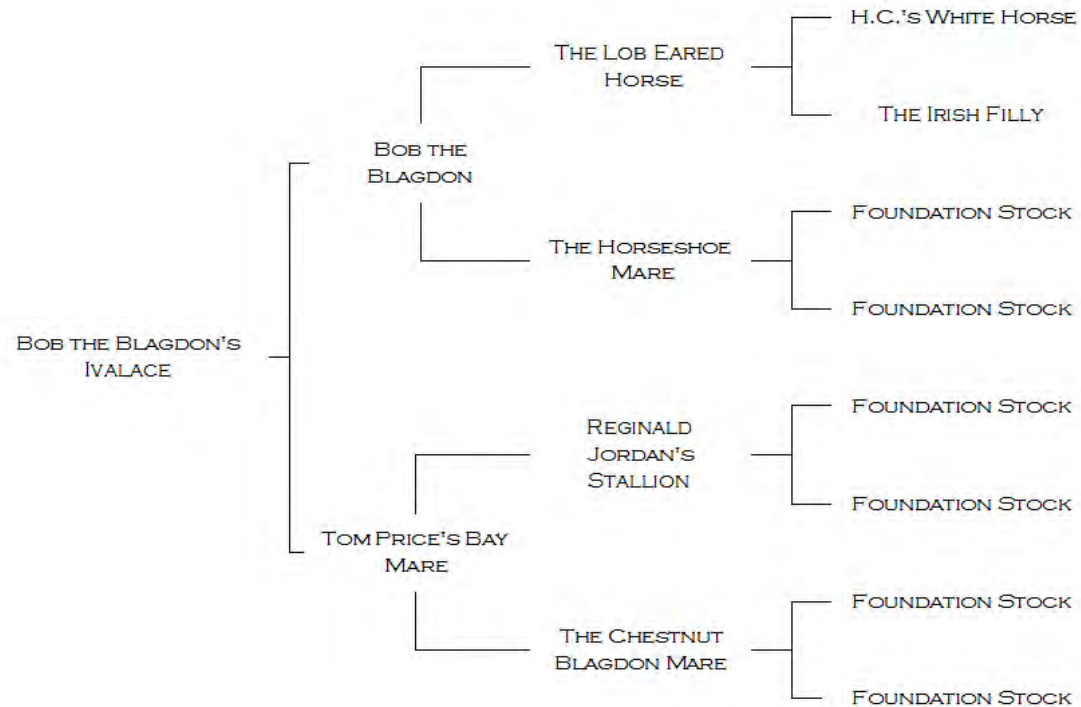 H.C.'s White Horse
The Lob Eared
Horse
The Irish Filly
Bob the
Blagdon
Foundation Stock
The Horseshoe
Mare
Foundation Stock
Bob the Blagdon's
Ivalace
Foundation Stock
Reginald
Jordan's
Stallion
Foundation Stock
Tom Price's Bay
Mare
Foundation Stock
The Chestnut
Blagdon Mare
Foundation Stock